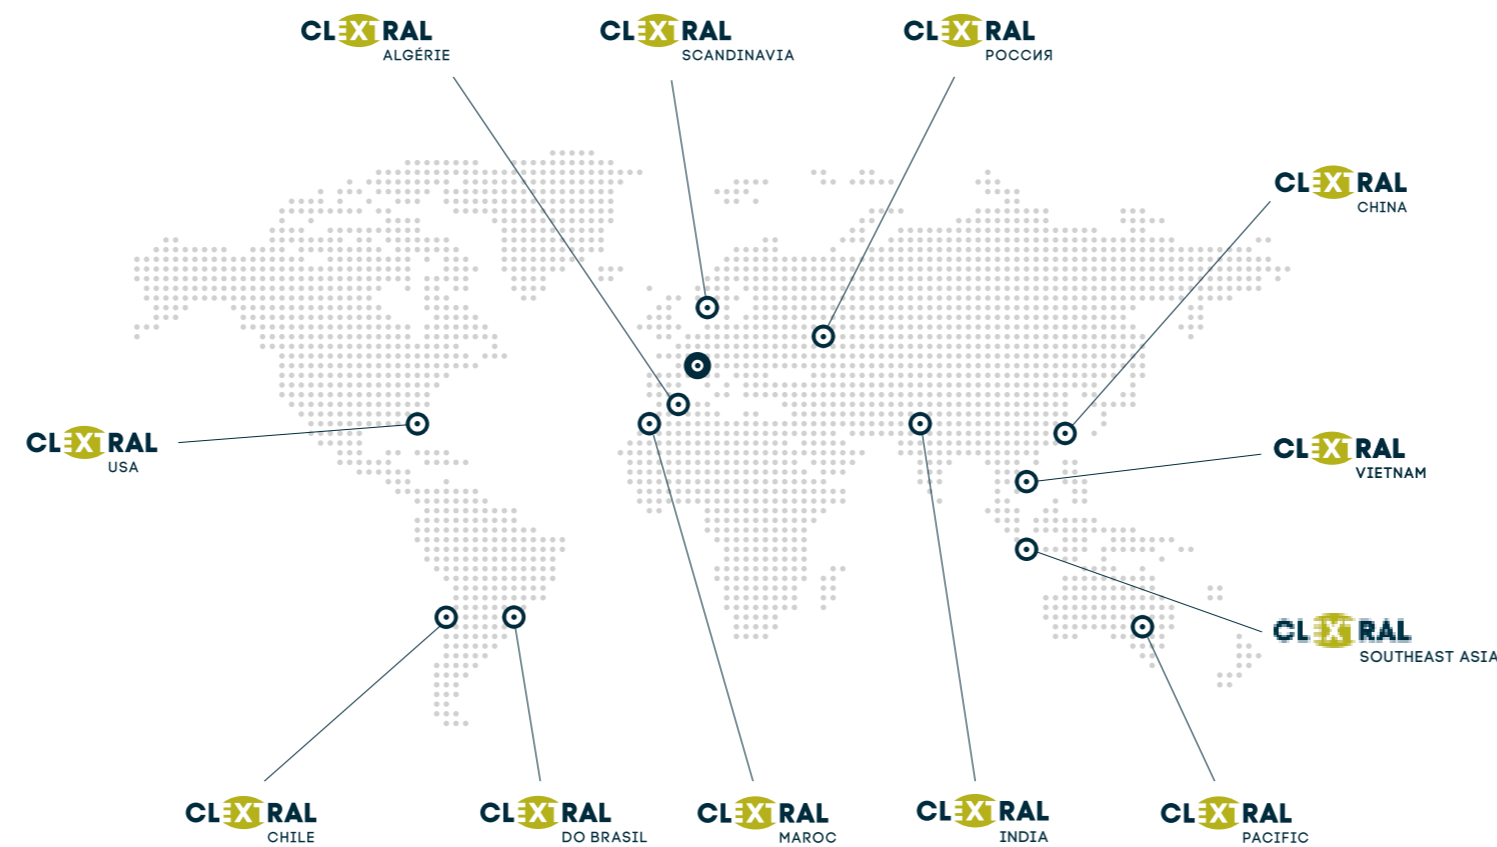 CLEXTRAL
ALGÉRIE
CLEXTRAL
SCANDINAVIA
CLEXTRAL
РОССИЯ
CLEXTRAL
CHINA
CLEXTRAL
USA
CLEXTRAL
VIETNAM
CLEXTRAL
SOUTHEAST ASIA
CLEXTRAL
CHILE
CLEXTRAL
DO BRASIL
CLEXTRAL
MAROC
CLEXTRAL
INDIA
CLEXTRAL
PACIFIC